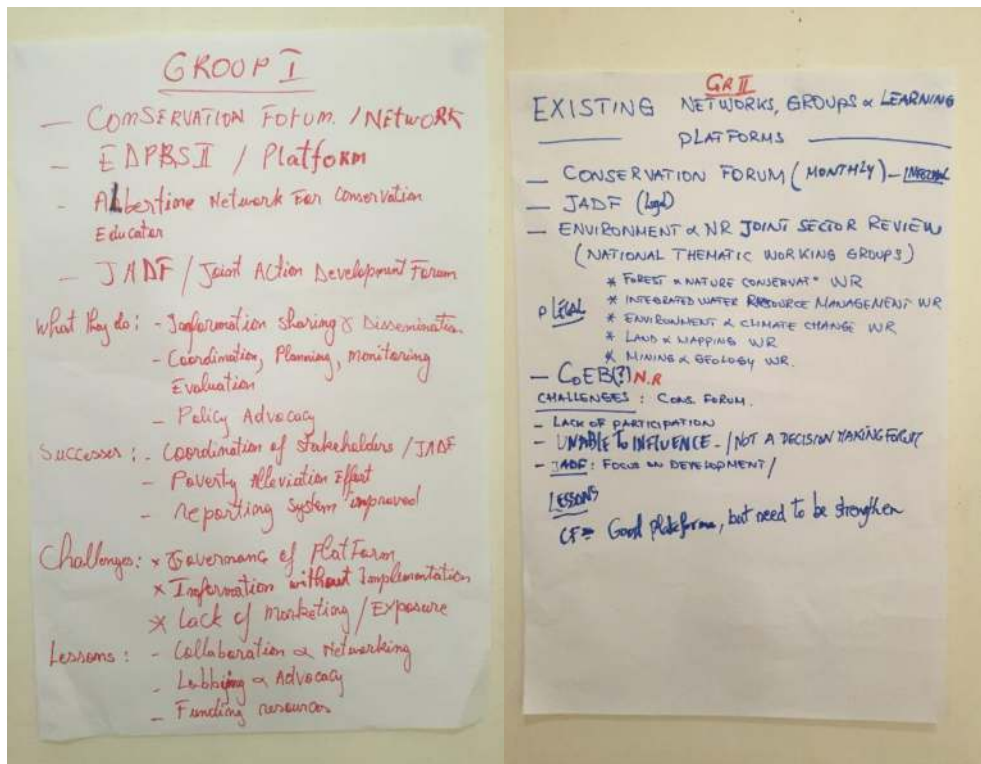 GROUP I
- CONSERVATION FORUM / NETWORK
- EDPRS II / Platform
- Albertine Network For Conservation
Educator
- JADF / Joint Action Development Forum
What they do: - Information Sharing & Dissemination
- Coordination, Planning, monitoring
Evaluation
- Policy Advocacy
Successes: - Coordination of stakeholders / JADF
- Poverty Alleviation Effort
- reporting system improved
Challenges: x Governance of PlatForm
x Information without Implementation
x Lack of marketing / Exposure
Lessons: - Collaboration & Networking
- Lobbying & Advocacy
- Funding resources
GR II
EXISTING NETWORKS, GROUPS & LEARNING
PLATFORMS
- CONSERVATION FORUM (MONTHLY) - INFORMAL
- JADF (Legal)
- ENVIRONMENT & NR JOINT SECTOR REVIEW
(NATIONAL THEMATIC WORKING GROUPS)
* FOREST & NATURE CONSERVAT° WR
* INTEGRATED WATER RESOURCE MANAGEMENT WR
LEGAL * ENVIRONMENT & CLIMATE CHANGE WR
* LAND & MAPPING WR
* MINING & GEOLOGY WR.
- CoEB(?) N.R
CHALLENGES: CONS. FORUM.
- LACK OF PARTICIPATION
- UNABLE TO INFLUENCE - / NOT A DECISION MAKING FORUM
- JADF: FOCUS ON DEVELOPMENT /
LESSONS
CF = Good Plateforme, but need to be strengthen